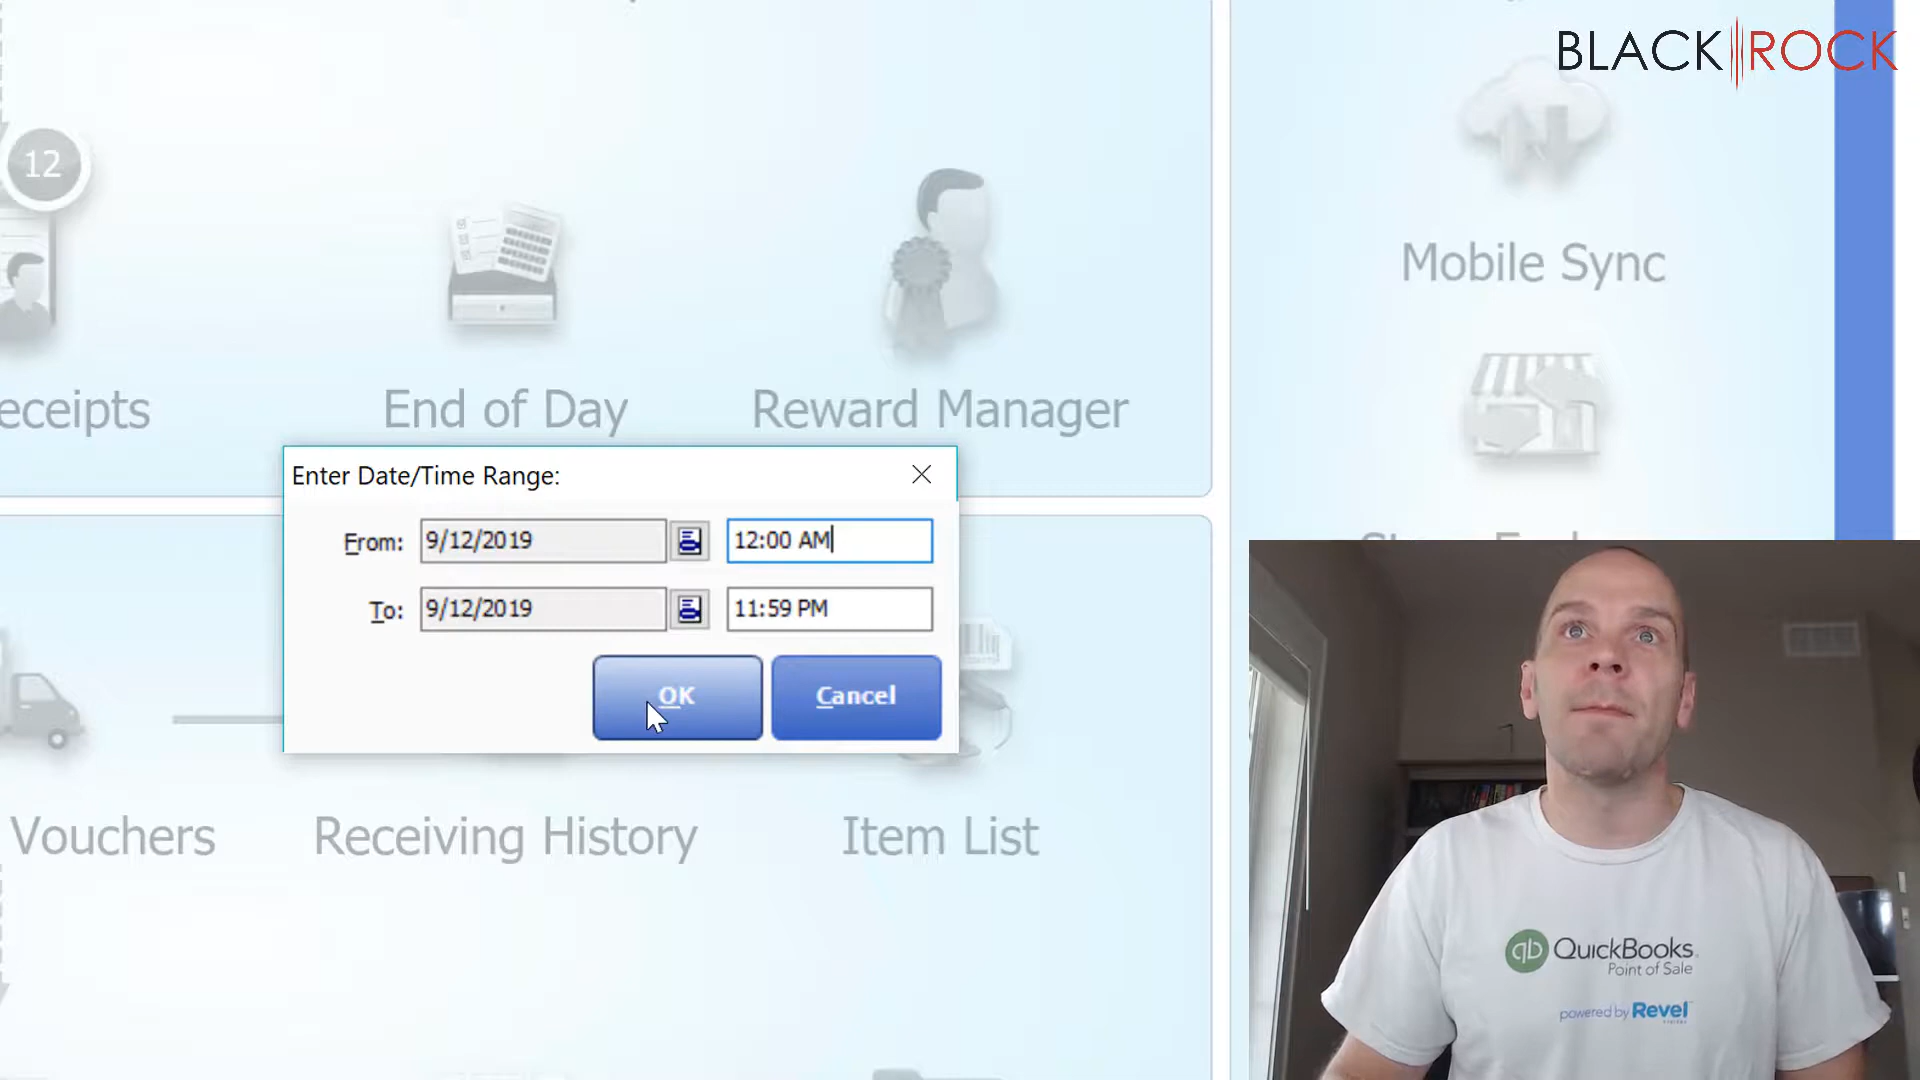 BLACK ROCK
12
Mobile Sync
eceipts
End of Day
Reward Manager
Enter Date/Time Range:
From: 9/12/2019 12:00 AM
To: 9/12/2019 11:59 PM
OK Cancel
Vouchers
Receiving History
Item List
qb QuickBooks
Point of Sale
powered by Revel